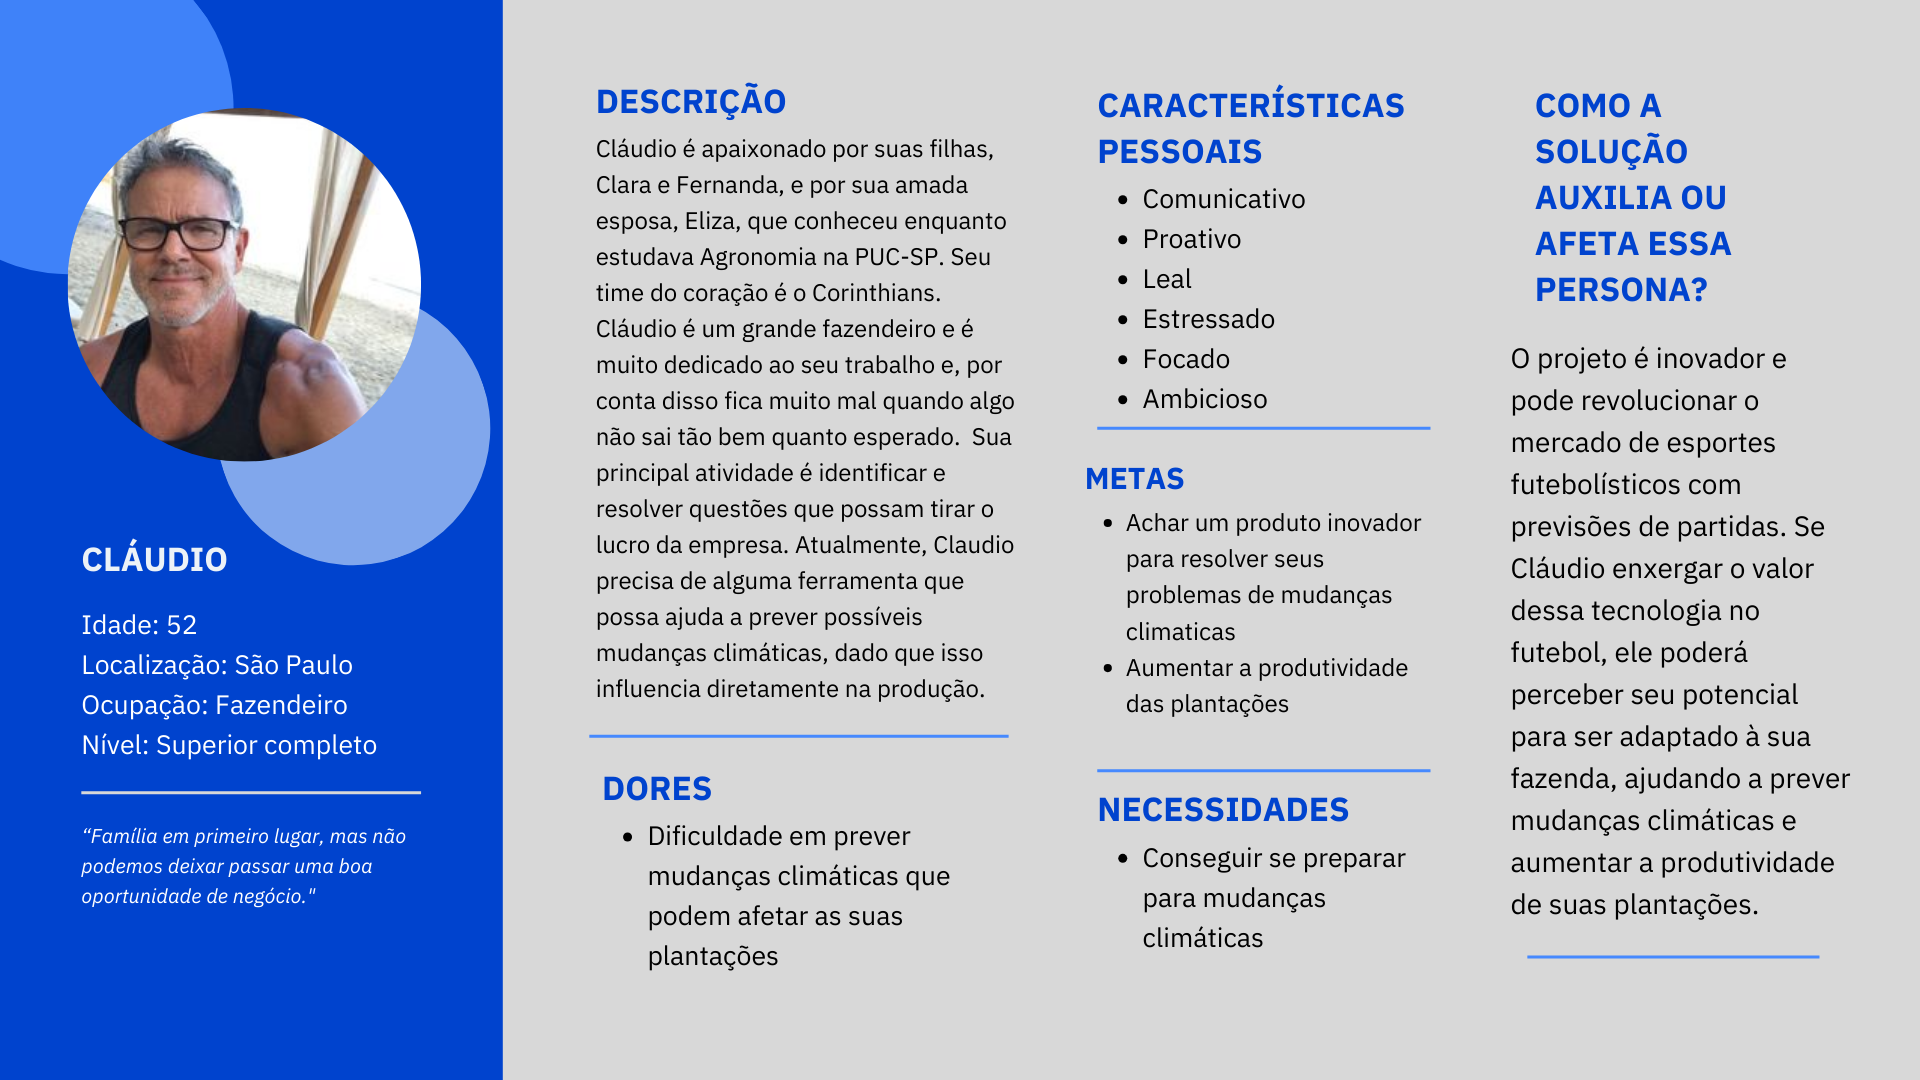 CLÁUDIO
Idade: 52
Localização: São Paulo
Ocupação: Fazendeiro
Nível: Superior completo
“Família em primeiro lugar, mas não
podemos deixar passar uma boa
oportunidade de negócio."
DESCRIÇÃO
Cláudio é apaixonado por suas filhas,
Clara e Fernanda, e por sua amada
esposa, Eliza, que conheceu enquanto
estudava Agronomia na PUC-SP. Seu
time do coração é o Corinthians.
Cláudio é um grande fazendeiro e é
muito dedicado ao seu trabalho e, por
conta disso fica muito mal quando algo
não sai tão bem quanto esperado.  Sua
principal atividade é identificar e
resolver questões que possam tirar o
lucro da empresa. Atualmente, Claudio
precisa de alguma ferramenta que
possa ajuda a prever possíveis
mudanças climáticas, dado que isso
influencia diretamente na produção.
DORES
• Dificuldade em prever
mudanças climáticas que
podem afetar as suas
plantações
CARACTERÍSTICAS
PESSOAIS
• Comunicativo
• Proativo
• Leal
• Estressado
• Focado
• Ambicioso
METAS
• Achar um produto inovador
para resolver seus
problemas de mudanças
climaticas
• Aumentar a produtividade
das plantações
NECESSIDADES
• Conseguir se preparar
para mudanças
climáticas
COMO A
SOLUÇÃO
AUXILIA OU
AFETA ESSA
PERSONA?
O projeto é inovador e
pode revolucionar o
mercado de esportes
futebolísticos com
previsões de partidas. Se
Cláudio enxergar o valor
dessa tecnologia no
futebol, ele poderá
perceber seu potencial
para ser adaptado à sua
fazenda, ajudando a prever
mudanças climáticas e
aumentar a produtividade
de suas plantações.